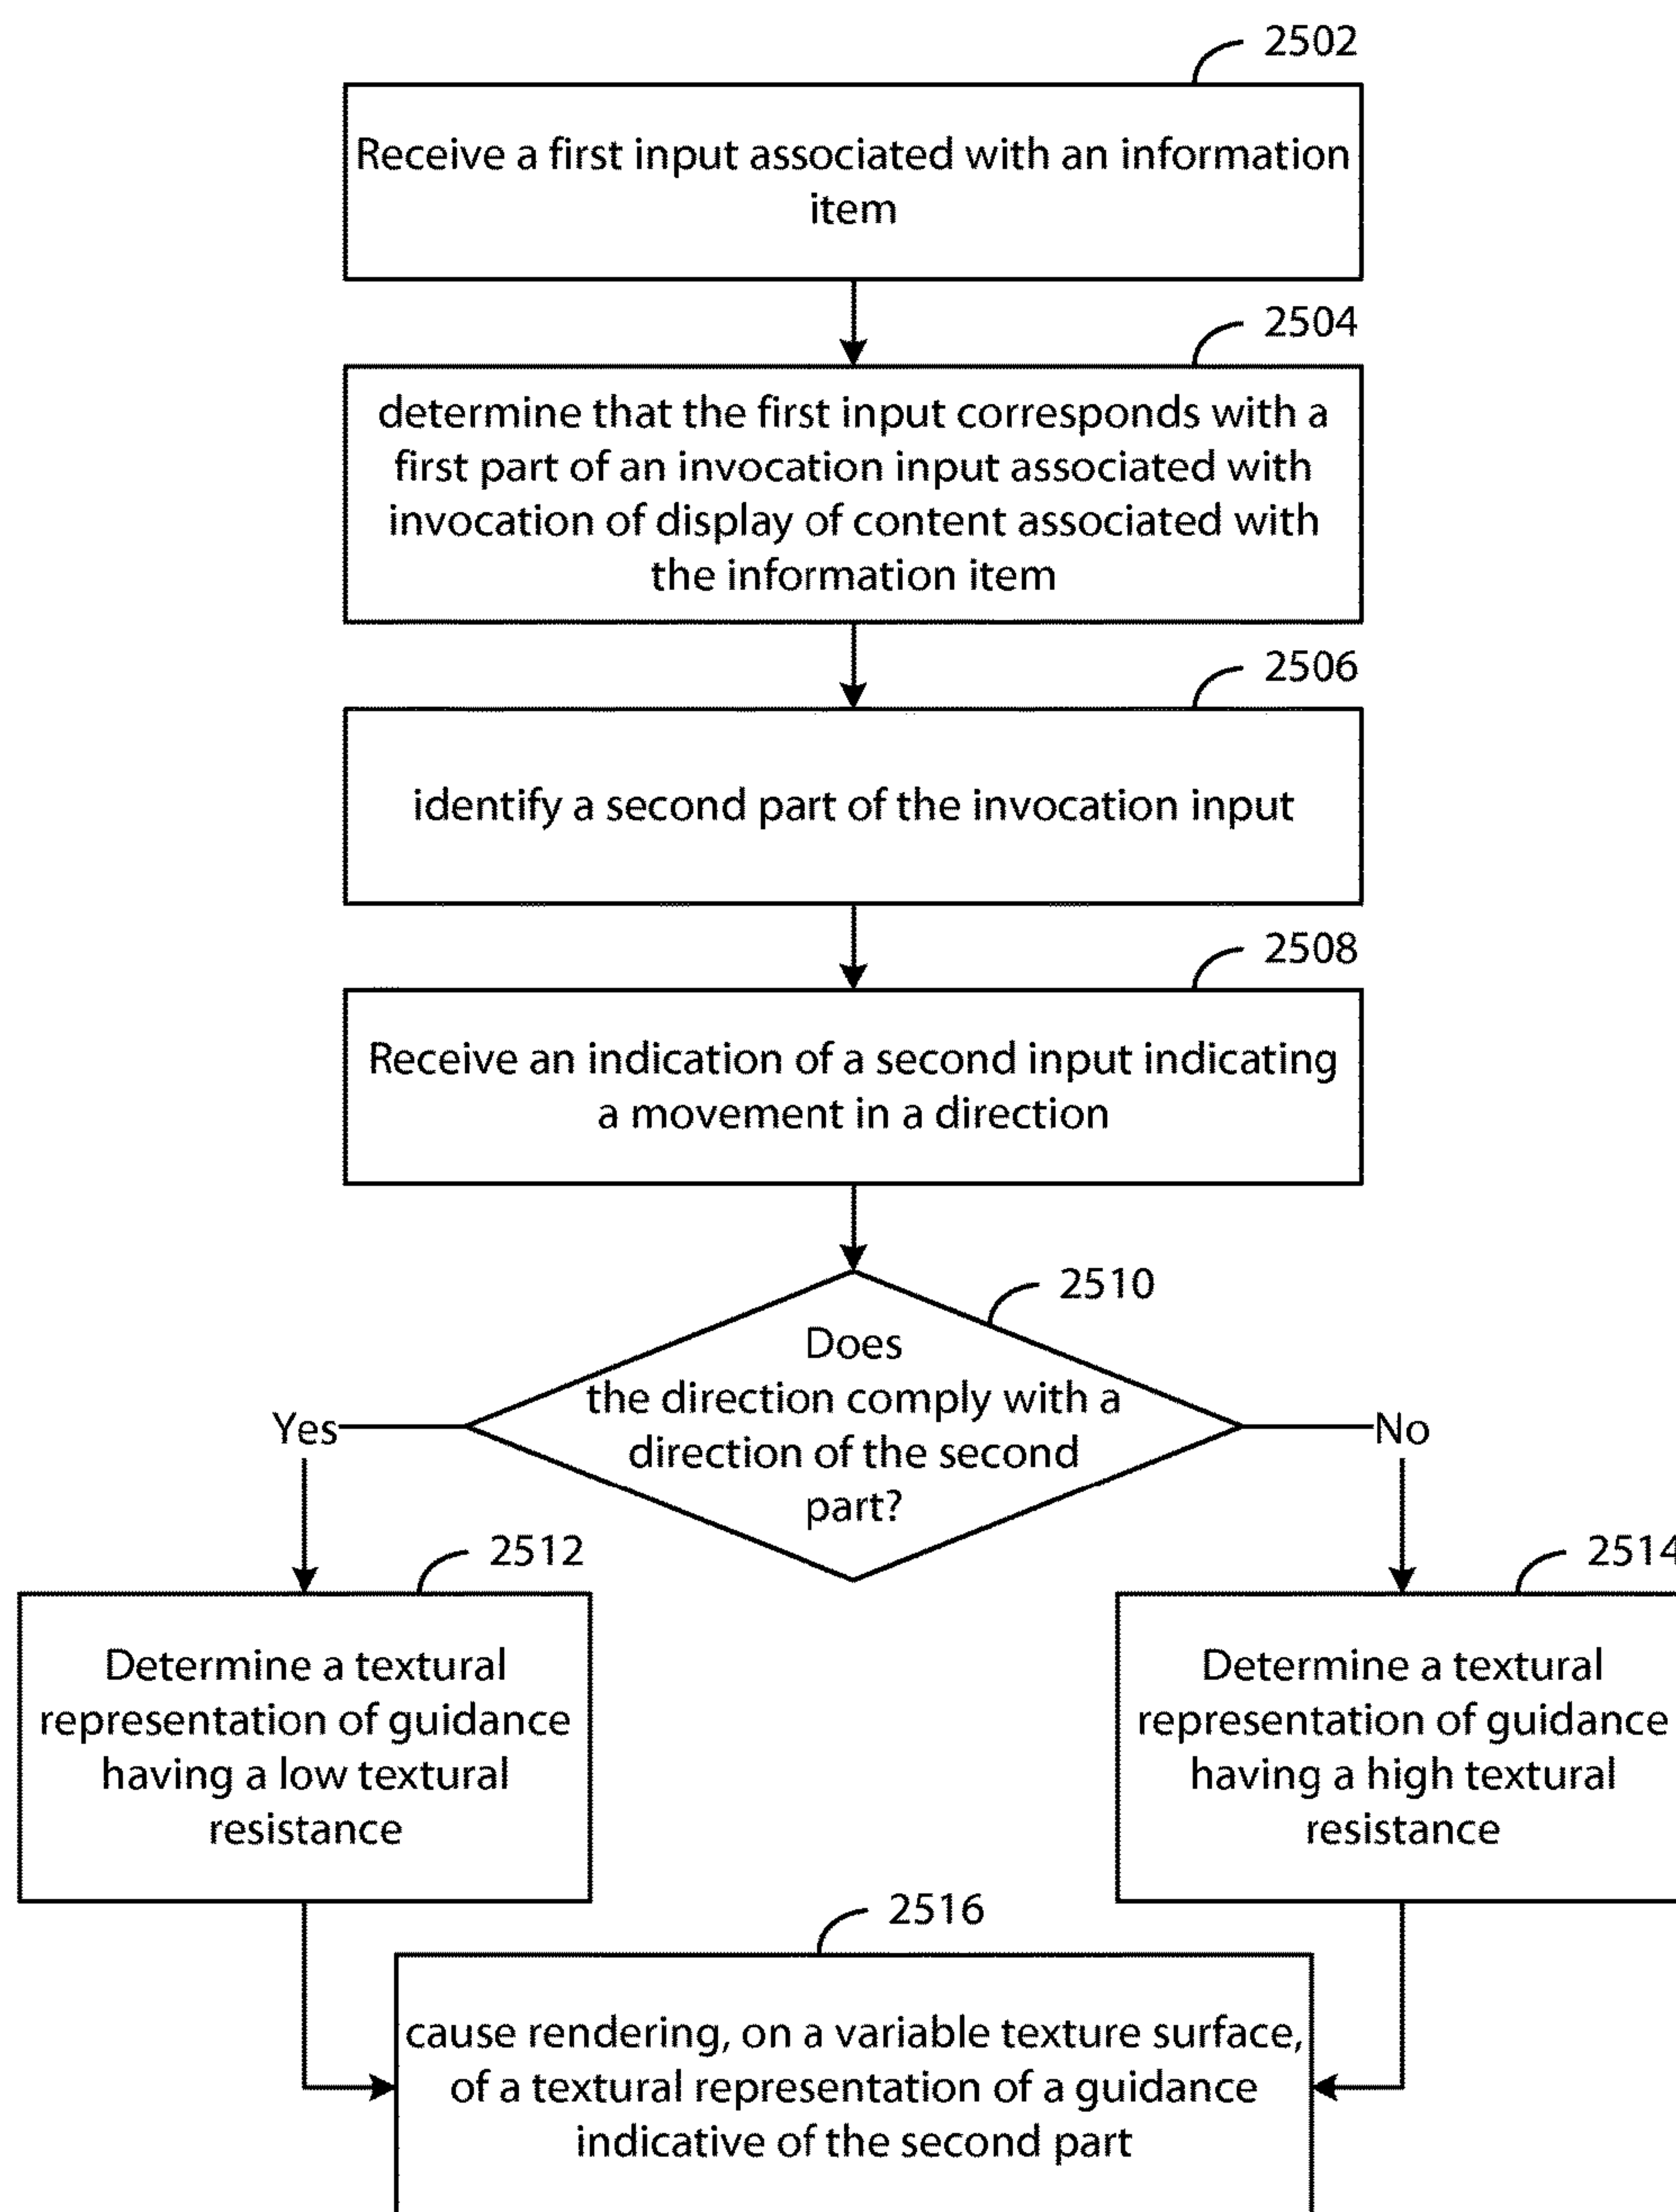 2502
Receive a first input associated with an information
item
2504
determine that the first input corresponds with a
first part of an invocation input associated with
invocation of display of content associated with
the information item
2506
identify a second part of the invocation input
2508
Receive an indication of a second input indicating
a movement in a direction
2510
Does
the direction comply with a
direction of the second
part?
Yes
No
2512
Determine a textural
representation of guidance
having a low textural
resistance
2514
Determine a textural
representation of guidance
having a high textural
resistance
2516
cause rendering, on a variable texture surface,
of a textural representation of a guidance
indicative of the second part